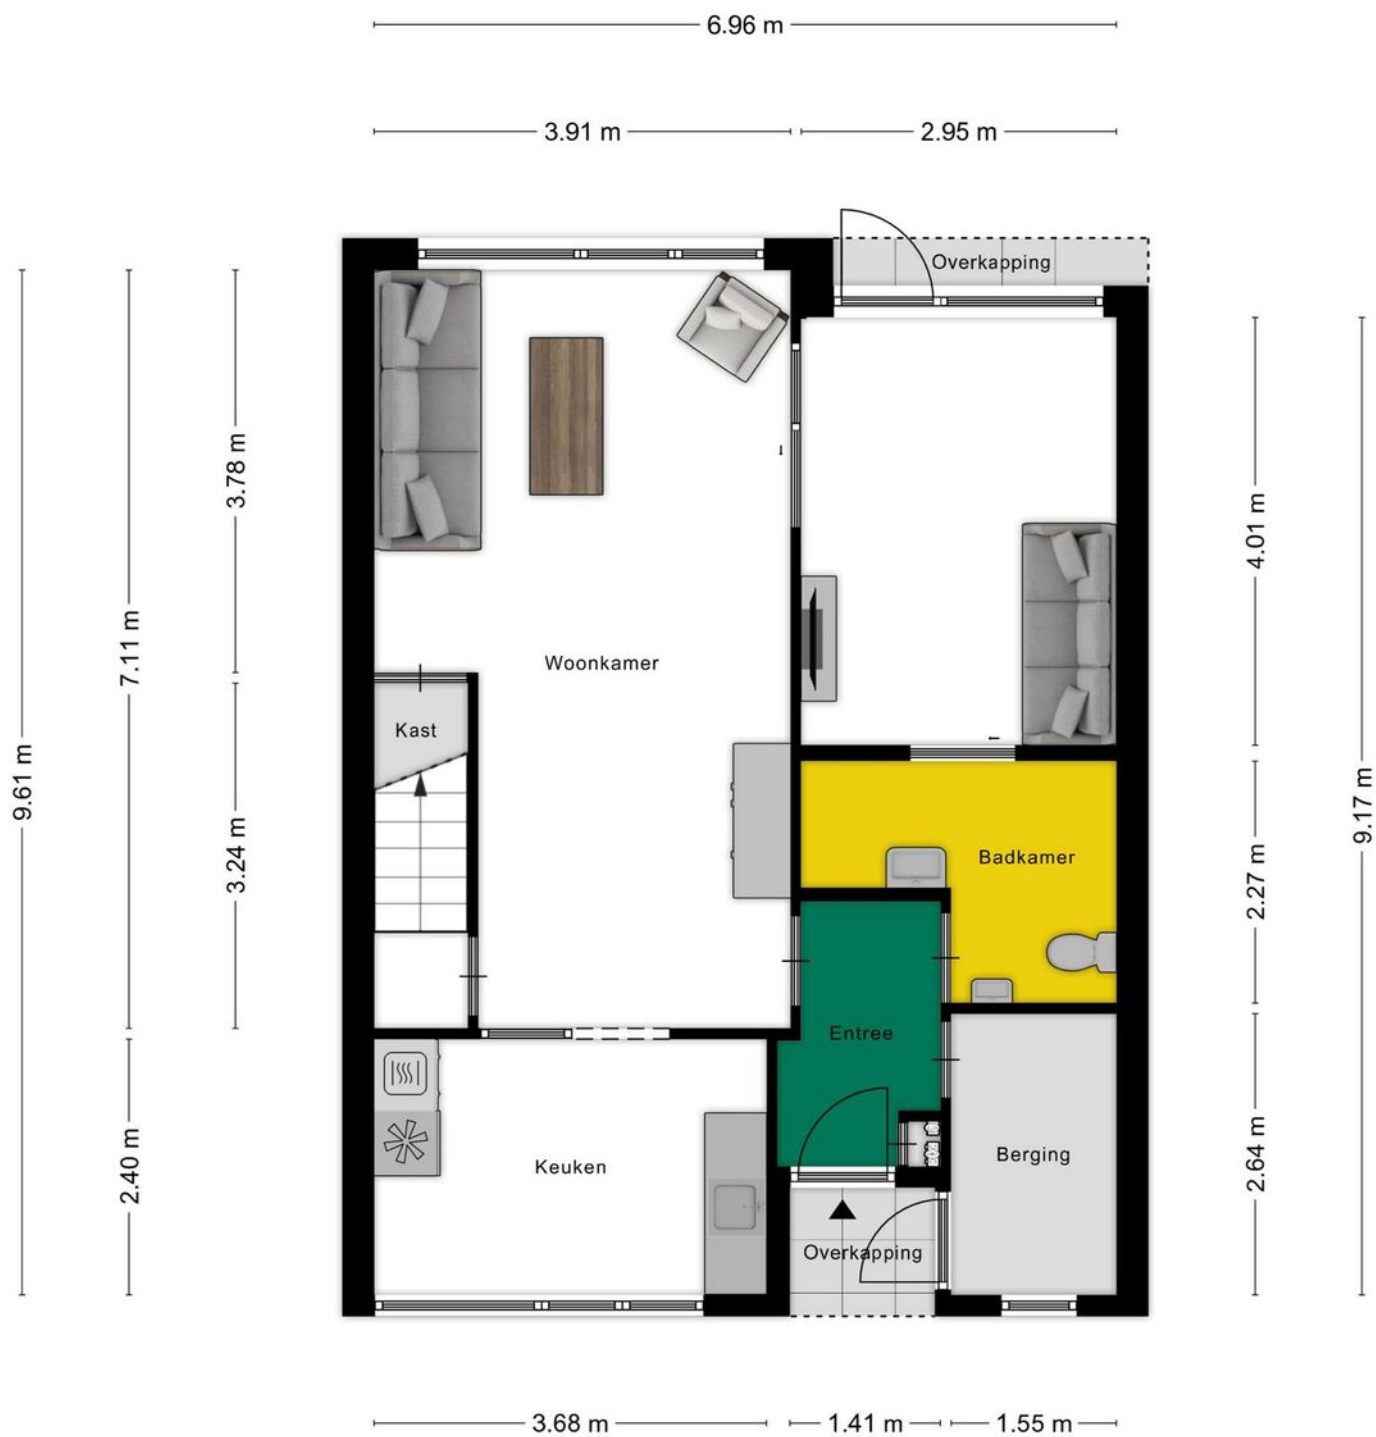 6.96 m
3.91 m
2.95 m
Overkapping
3.78 m
4.01 m
7.11 m
Woonkamer
Kast
9.61 m
9.17 m
3.24 m
Badkamer
2.27 m
Entree
2.40 m
Keuken
Berging
2.64 m
Overkapping
3.68 m
1.41 m
1.55 m